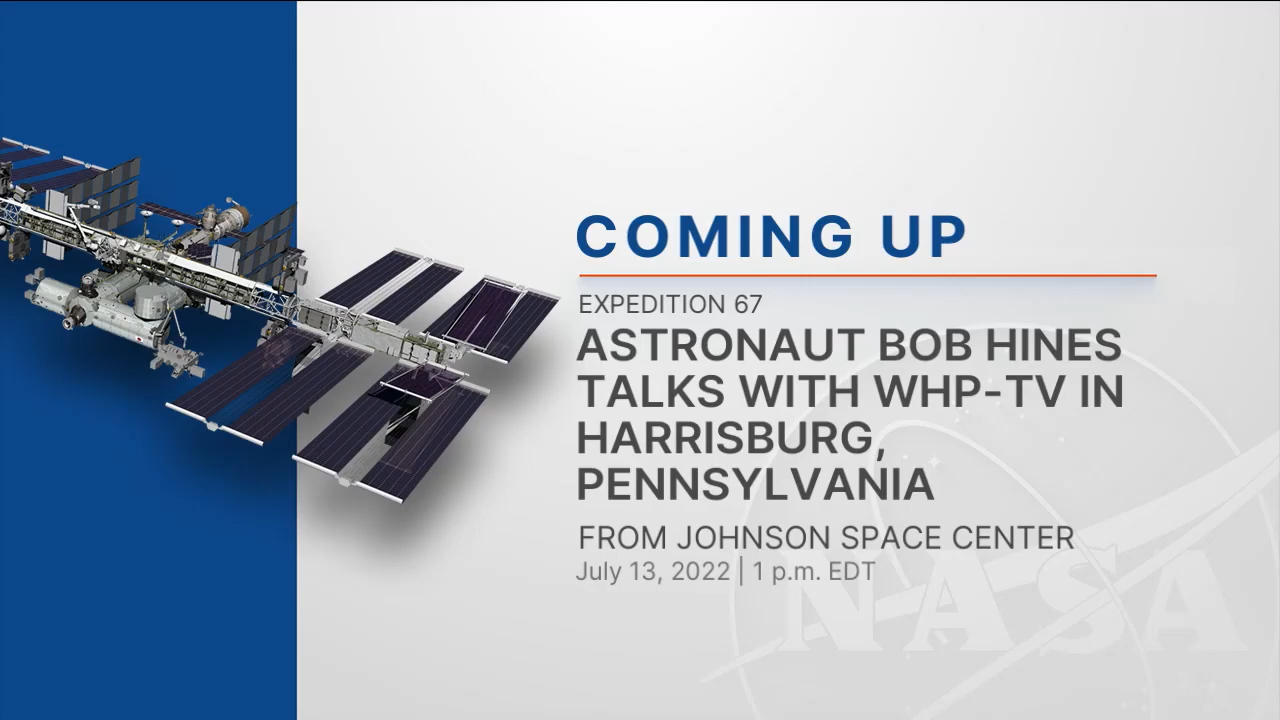 COMING UP
EXPEDITION 67
ASTRONAUT BOB HINES
TALKS WITH WHP-TV IN
HARRISBURG,
PENNSYLVANIA
FROM JOHNSON SPACE CENTER
July 13, 2022 | 1 p.m. EDT
NASA